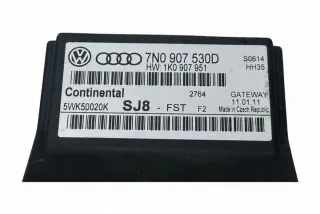 7N0 907 530D
S0614
HW: 1K0 907 951
HH35
Continental
2764
GATEWAY
11.01.11
5WK50020K
SJ8 - FST F2
Made in Czech Republic